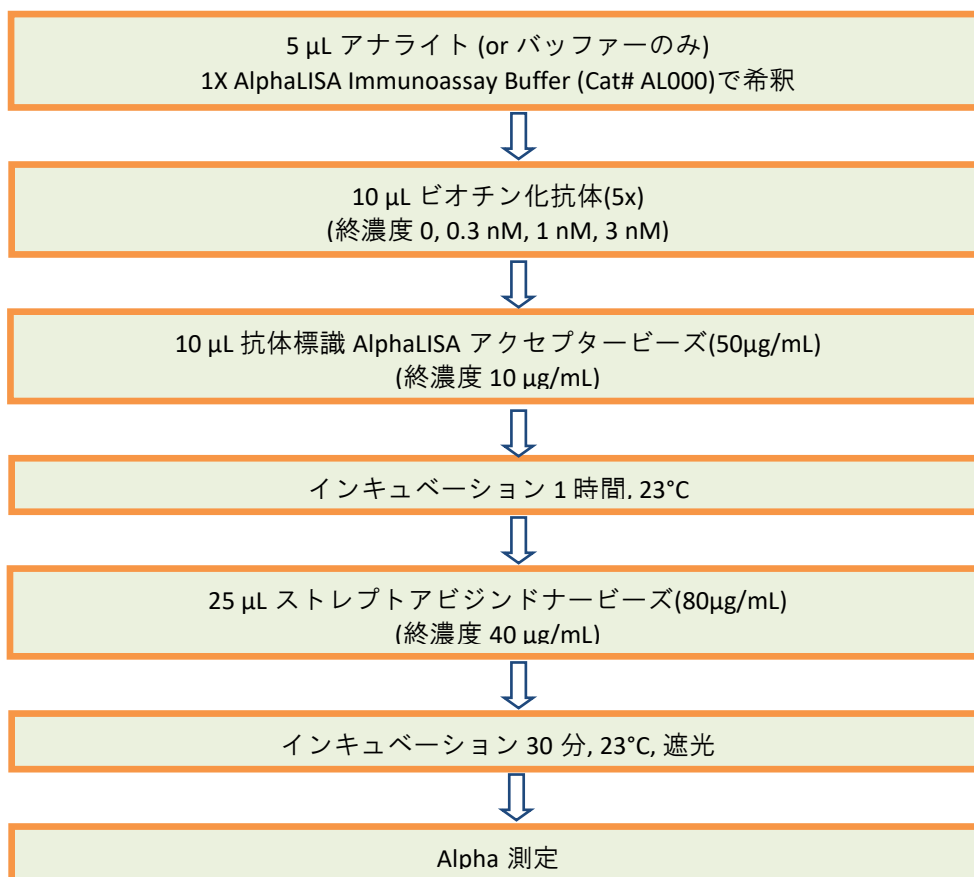 5 µL アナライト (or バッファーのみ)
1X AlphaLISA Immunoassay Buffer (Cat# AL000)で希釈
10 µL ビオチン化抗体(5x)
(終濃度 0, 0.3 nM, 1 nM, 3 nM)
10 µL 抗体標識 AlphaLISA アクセプタービーズ(50µg/mL)
(終濃度 10 µg/mL)
インキュベーション 1 時間, 23°C
25 µL ストレプトアビジンドナービーズ(80µg/mL)
(終濃度 40 µg/mL)
インキュベーション 30 分, 23°C, 遮光
Alpha 測定